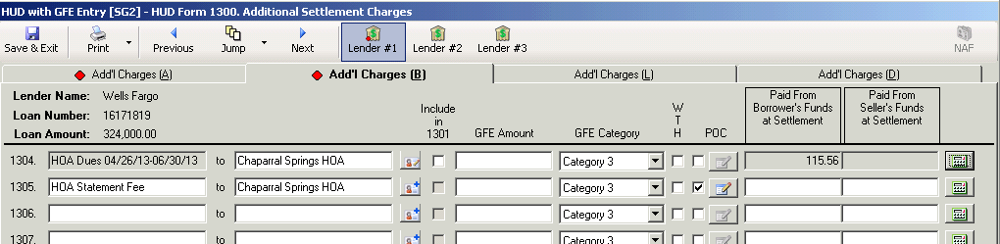 HUD with GFE Entry [SG2] - HUD Form 1300. Additional Settlement Charges
Save & Exit Print Previous Jump Next Lender #1 Lender #2 Lender #3 NAF
Add'l Charges (A) Add'l Charges (B) Add'l Charges (L) Add'l Charges (D)
Lender Name: Wells Fargo
Loan Number: 16171819
Loan Amount: 324,000.00
Include
in
1301
GFE Amount
GFE Category
W
T
H
POC
Paid From
Borrower's Funds
at Settlement
Paid From
Seller's Funds
at Settlement
1304. HOA Dues 04/26/13-06/30/13 to Chaparral Springs HOA Category 3 115.56
1305. HOA Statement Fee to Chaparral Springs HOA Category 3
1306. to Category 3
1307. to Category 3